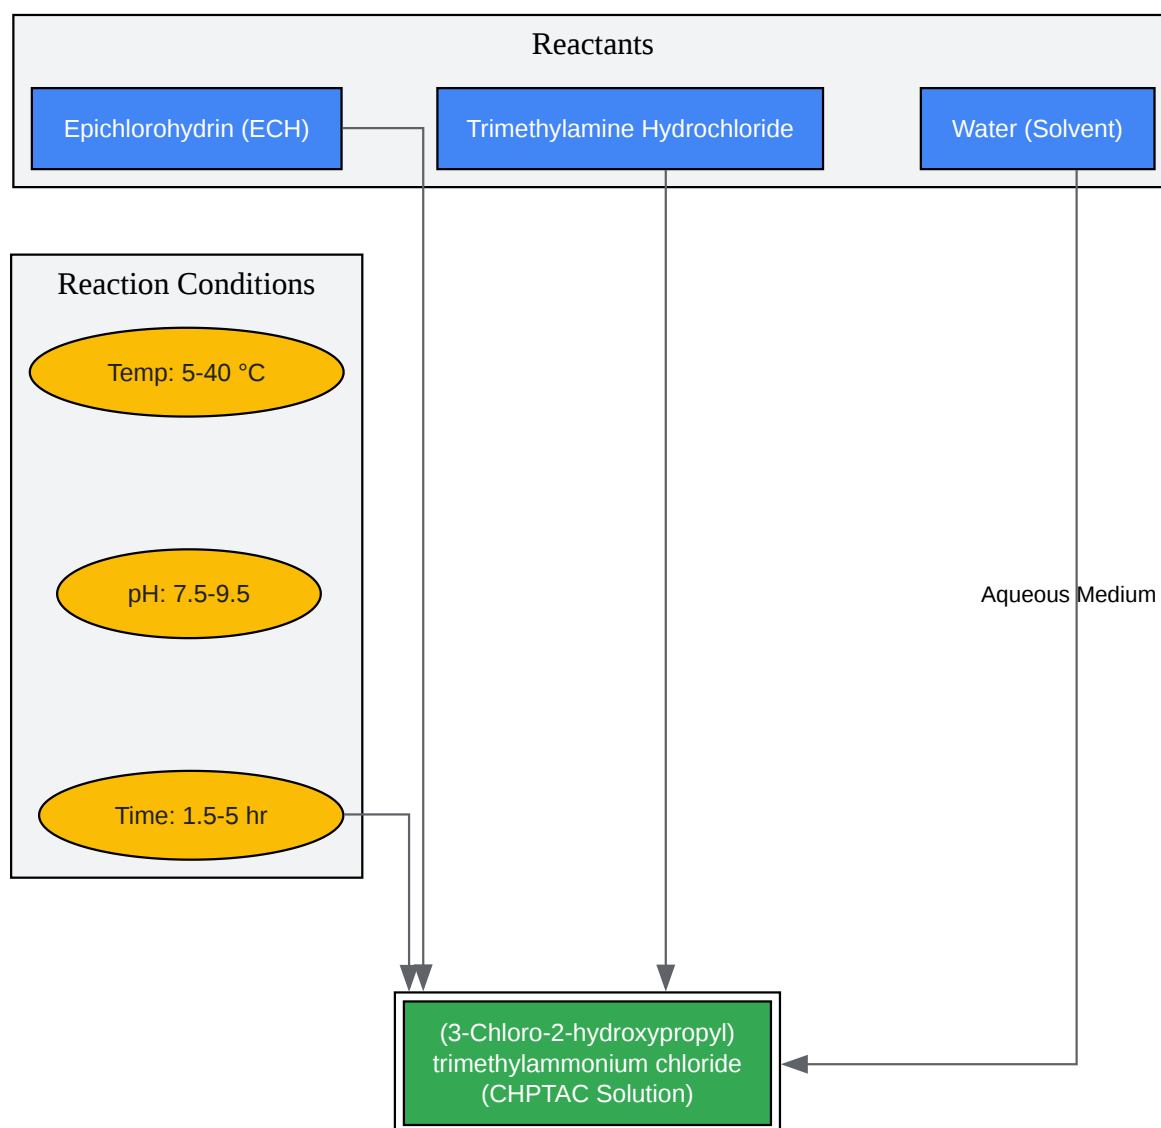 Reactants
Epichlorohydrin (ECH)
Trimethylamine Hydrochloride
Water (Solvent)
Reaction Conditions
Temp: 5-40 °C
pH: 7.5-9.5
Aqueous Medium
Time: 1.5-5 hr
(3-Chloro-2-hydroxypropyl)
trimethylammonium chloride
(CHPTAC Solution)